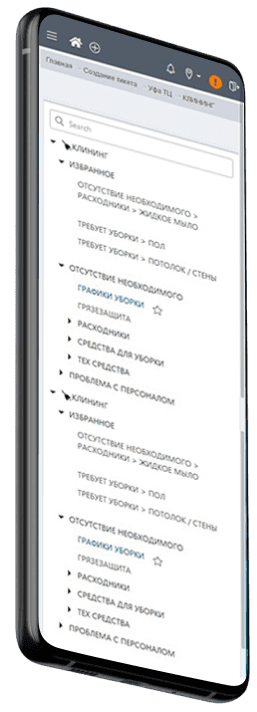 Главная - Создание тикета - Уфа ТЦ - КЛИНИНГ
Search
КЛИНИНГ
ИЗБРАННОЕ
ОТСУТСТВИЕ НЕОБХОДИМОГО >
РАСХОДНИКИ > ЖИДКОЕ МЫЛО
ТРЕБУЕТ УБОРКИ > ПОЛ
ТРЕБУЕТ УБОРКИ > ПОТОЛОК / СТЕНЫ
ОТСУТСТВИЕ НЕОБХОДИМОГО
ГРАФИКИ УБОРКИ
ГРЯЗЕЗАЩИТА
РАСХОДНИКИ
СРЕДСТВА ДЛЯ УБОРКИ
ТЕХ СРЕДСТВА
ПРОБЛЕМА С ПЕРСОНАЛОМ
КЛИНИНГ
ИЗБРАННОЕ
ОТСУТСТВИЕ НЕОБХОДИМОГО >
РАСХОДНИКИ > ЖИДКОЕ МЫЛО
ТРЕБУЕТ УБОРКИ > ПОЛ
ТРЕБУЕТ УБОРКИ > ПОТОЛОК / СТЕНЫ
ОТСУТСТВИЕ НЕОБХОДИМОГО
ГРАФИКИ УБОРКИ
ГРЯЗЕЗАЩИТА
РАСХОДНИКИ
СРЕДСТВА ДЛЯ УБОРКИ
ТЕХ СРЕДСТВА
ПРОБЛЕМА С ПЕРСОНАЛОМ